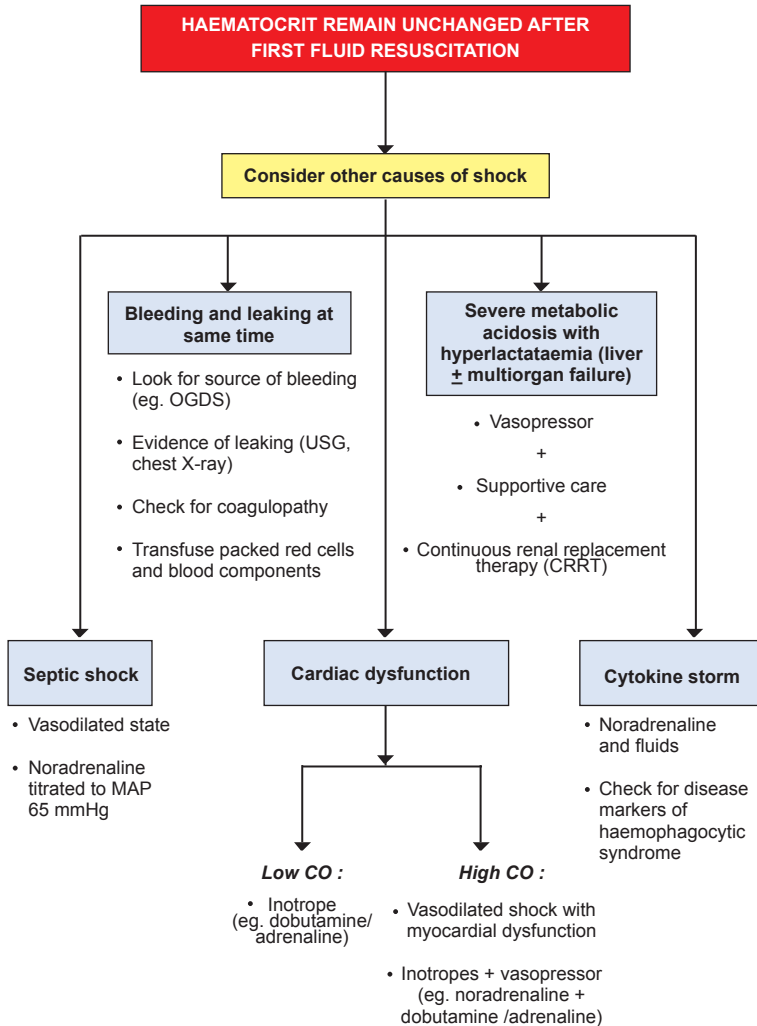 HAEMATOCRIT REMAIN UNCHANGED AFTER
FIRST FLUID RESUSCITATION
Consider other causes of shock
Bleeding and leaking at
same time
• Look for source of bleeding
(eg. OGDS)
• Evidence of leaking (USG,
chest X-ray)
• Check for coagulopathy
• Transfuse packed red cells
and blood components
Severe metabolic
acidosis with
hyperlactataemia (liver
± multiorgan failure)
• Vasopressor
+
• Supportive care
+
• Continuous renal replacement
therapy (CRRT)
Septic shock
• Vasodilated state
• Noradrenaline
titrated to MAP
65 mmHg
Cardiac dysfunction
Low CO :
• Inotrope
(eg. dobutamine/
adrenaline)
High CO :
• Vasodilated shock with
myocardial dysfunction
• Inotropes + vasopressor
(eg. noradrenaline +
dobutamine /adrenaline)
Cytokine storm
• Noradrenaline
and fluids
• Check for disease
markers of
haemophagocytic
syndrome